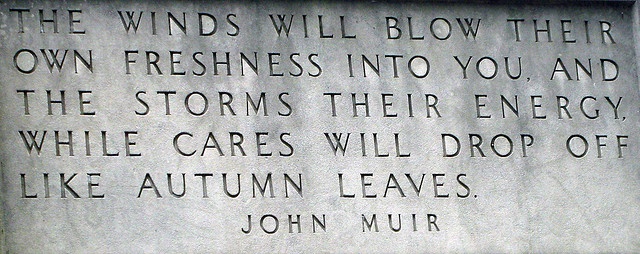 THE WINDS WILL BLOW THEIR
OWN FRESHNESS INTO YOU, AND
THE STORMS THEIR ENERGY,
WHILE CARES WILL DROP OFF
LIKE AUTUMN LEAVES.
JOHN MUIR